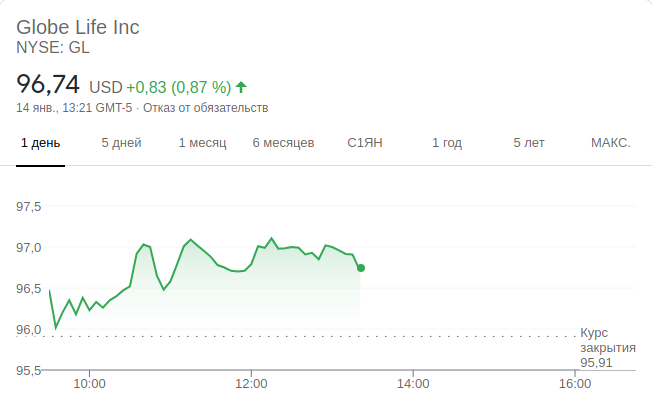 Globe Life Inc
NYSE: GL
96,74 USD +0,83 (0,87 %)
14 янв., 13:21 GMT-5 · Отказ от обязательств
1 день 5 дней 1 месяц 6 месяцев С1ЯН 1 год 5 лет МАКС.
97,5
97,0
96,5
96,0
Курс
закрытия
95,91
95,5
10:00 12:00 14:00 16:00